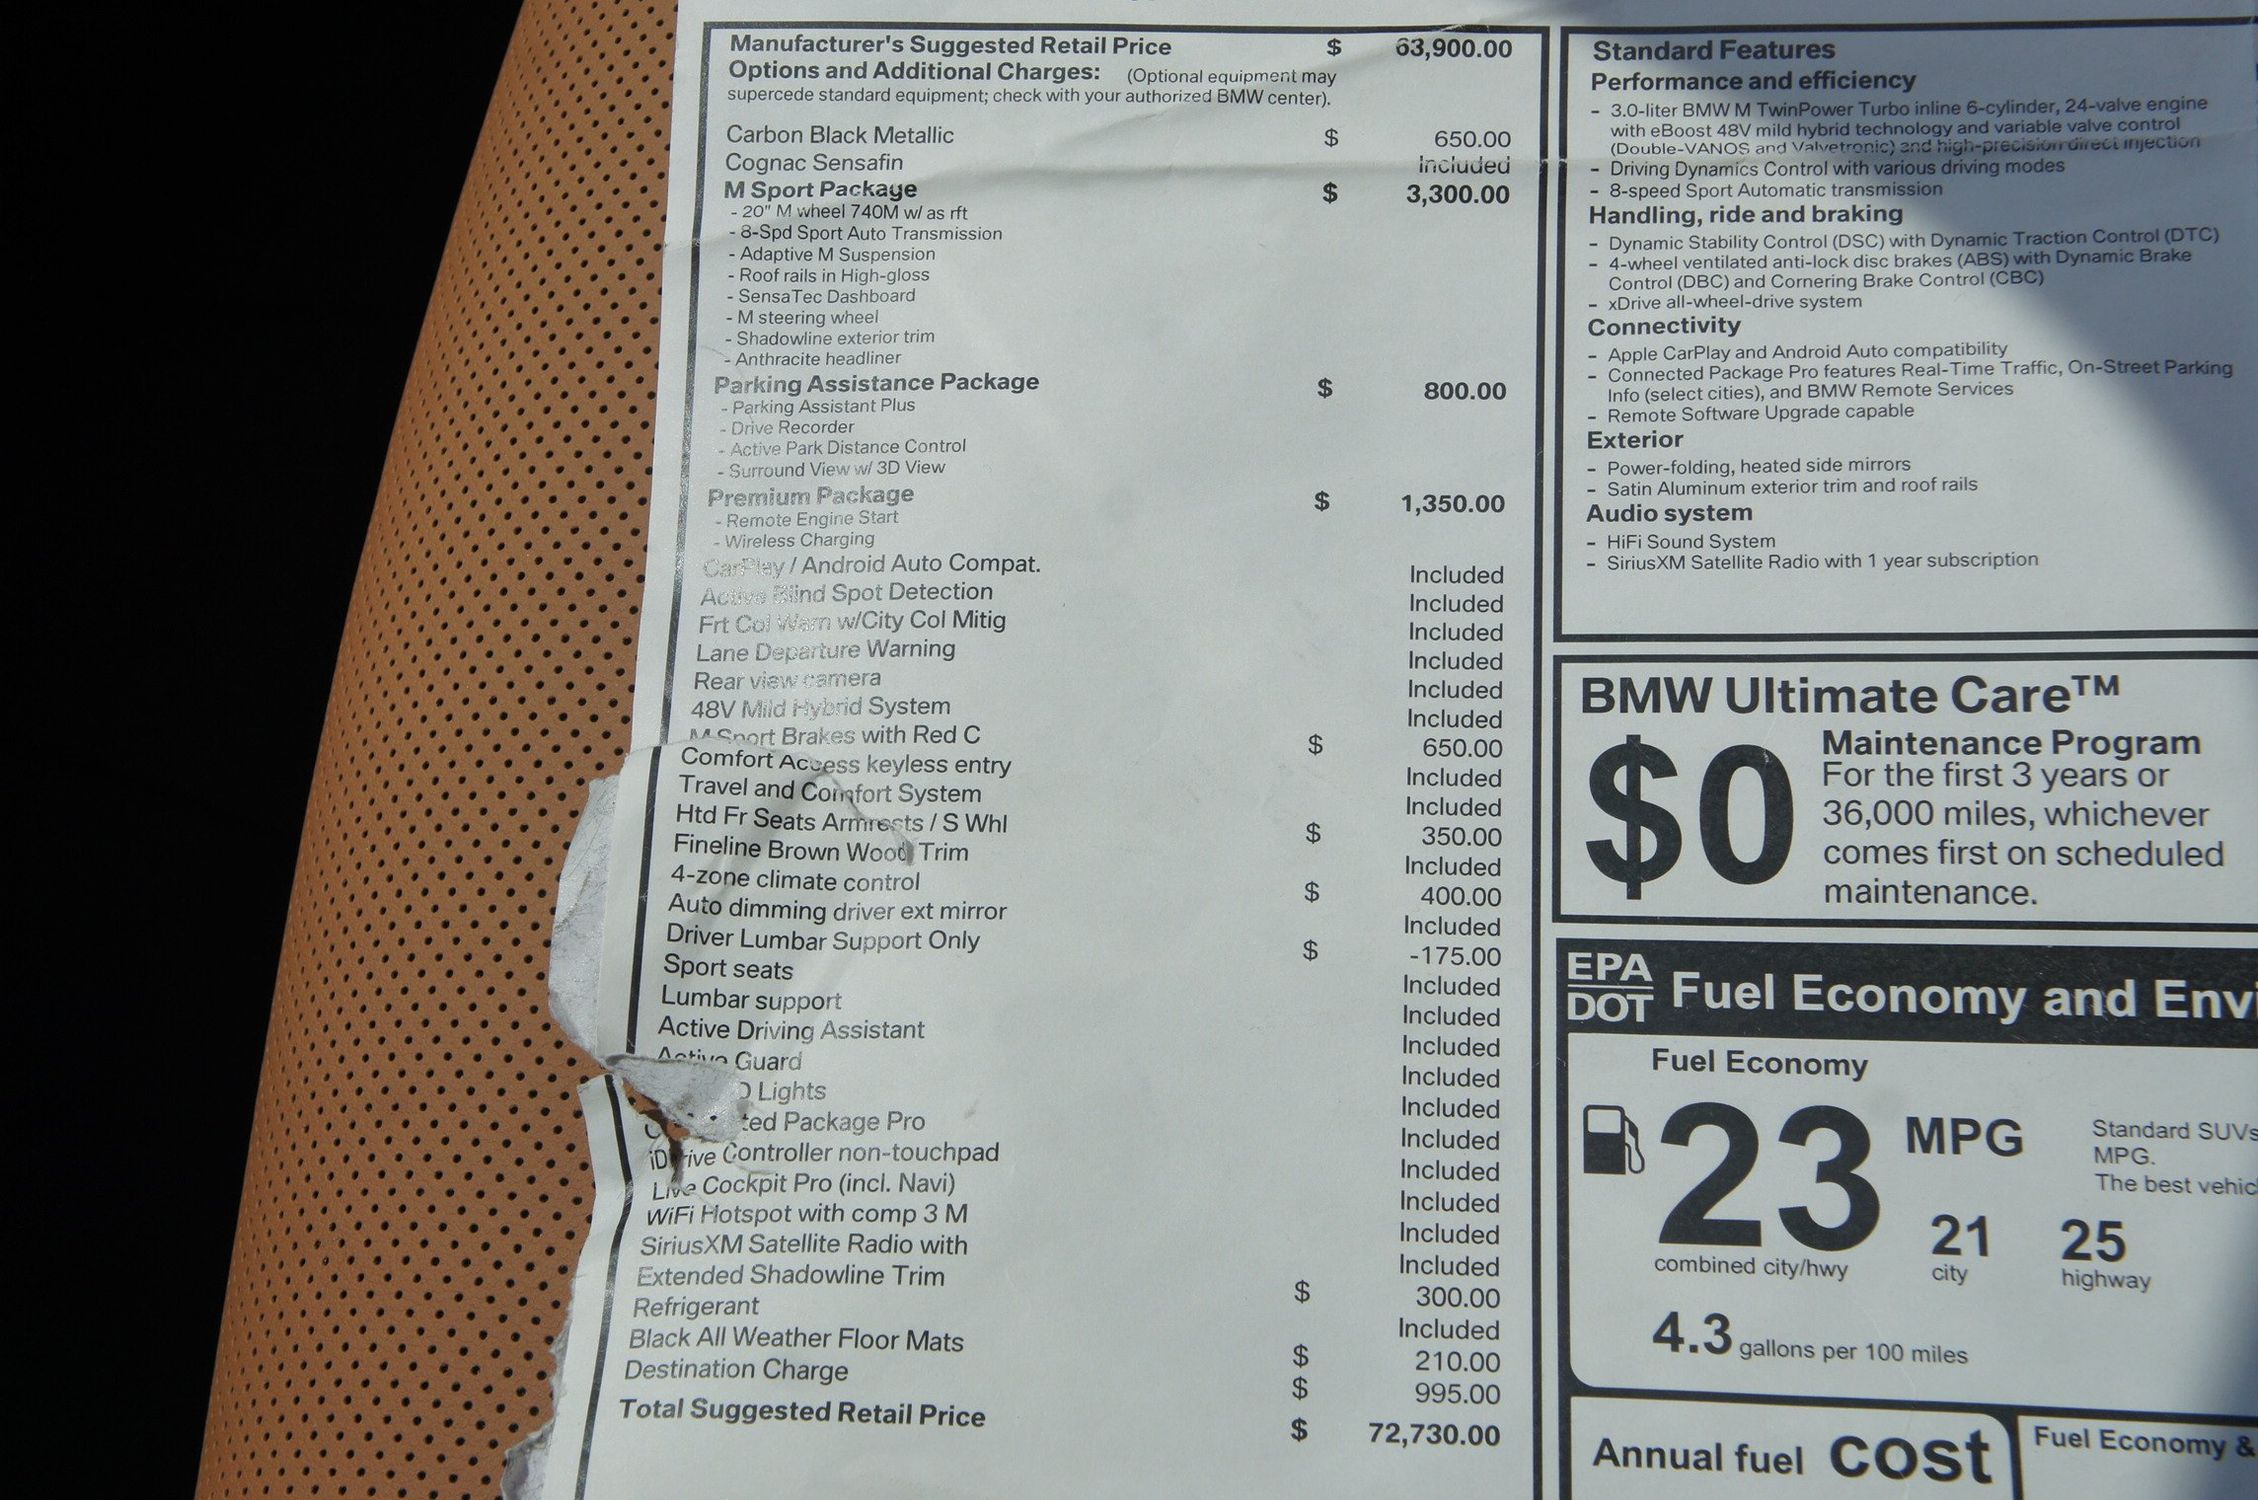 Manufacturer's Suggested Retail Price $ 63,900.00
Options and Additional Charges: (Optional equipment may
supercede standard equipment; check with your authorized BMW center).
Carbon Black Metallic $ 650.00
Cognac Sensafin Included
M Sport Package $ 3,300.00
- 20" M wheel 740M w/ as rft
- 8-Spd Sport Auto Transmission
- Adaptive M Suspension
- Roof rails in High-gloss
- SensaTec Dashboard
- M steering wheel
- Shadowline exterior trim
- Anthracite headliner
Parking Assistance Package $ 800.00
- Parking Assistant Plus
- Drive Recorder
- Active Park Distance Control
- Surround View w/ 3D View
Premium Package $ 1,350.00
- Remote Engine Start
- Wireless Charging
CarPlay / Android Auto Compat. Included
Active Blind Spot Detection Included
Frt Col Warn w/City Col Mitig Included
Lane Departure Warning Included
Rear view camera Included
48V Mild Hybrid System Included
M Sport Brakes with Red C $ 650.00
Comfort Access keyless entry Included
Travel and Comfort System Included
Htd Fr Seats Armrests / S Whl $ 350.00
Fineline Brown Wood Trim Included
4-zone climate control $ 400.00
Auto dimming driver ext mirror Included
Driver Lumbar Support Only $ -175.00
Sport seats Included
Lumbar support Included
Active Driving Assistant Included
Active Guard Included
Lights Included
Package Pro Included
iDrive Controller non-touchpad Included
Live Cockpit Pro (incl. Navi) Included
WiFi Hotspot with comp 3 M Included
SiriusXM Satellite Radio with Included
Extended Shadowline Trim $ 300.00
Refrigerant Included
Black All Weather Floor Mats $ 210.00
Destination Charge $ 995.00
Total Suggested Retail Price $ 72,730.00
Standard Features
Performance and efficiency
- 3.0-liter BMW M TwinPower Turbo inline 6-cylinder, 24-valve engine
with eBoost 48V mild hybrid technology and variable valve control
(Double-VANOS and Valvetronic) and high-precision direct injection
- Driving Dynamics Control with various driving modes
- 8-speed Sport Automatic transmission
Handling, ride and braking
- Dynamic Stability Control (DSC) with Dynamic Traction Control (DTC)
- 4-wheel ventilated anti-lock disc brakes (ABS) with Dynamic Brake
Control (DBC) and Cornering Brake Control (CBC)
- xDrive all-wheel-drive system
Connectivity
- Apple CarPlay and Android Auto compatibility
- Connected Package Pro features Real-Time Traffic, On-Street Parking
Info (select cities), and BMW Remote Services
- Remote Software Upgrade capable
Exterior
- Power-folding, heated side mirrors
- Satin Aluminum exterior trim and roof rails
Audio system
- HiFi Sound System
- SiriusXM Satellite Radio with 1 year subscription
BMW Ultimate Care™
$0
Maintenance Program
For the first 3 years or
36,000 miles, whichever
comes first on scheduled
maintenance.
EPA
DOT
Fuel Economy and Envi
Fuel Economy
23 MPG
combined city/hwy
21
city
25
highway
Standard SUVs
MPG.
The best vehic
4.3 gallons per 100 miles
Annual fuel cost
Fuel Economy &